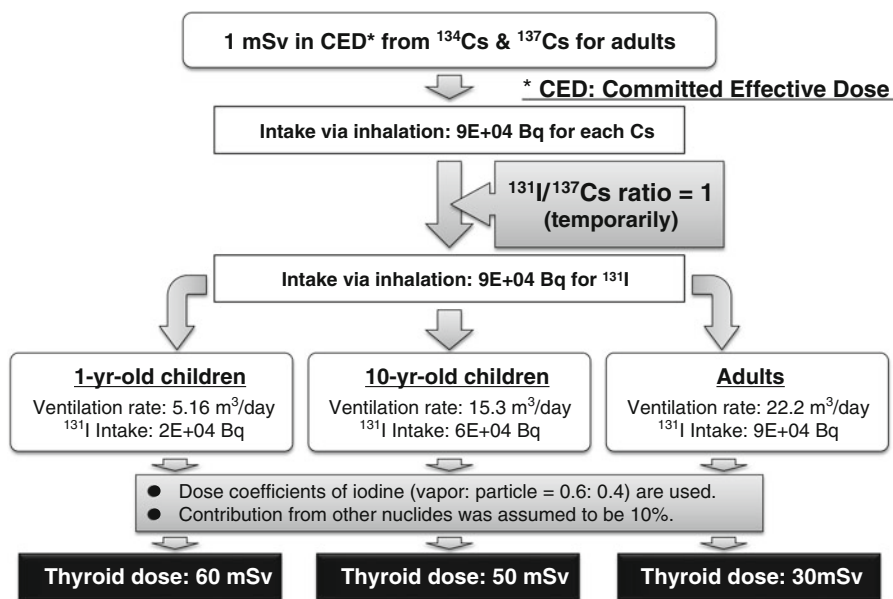 1 mSv in CED* from ¹³⁴Cs & ¹³⁷Cs for adults
* CED: Committed Effective Dose
Intake via inhalation: 9E+04 Bq for each Cs
¹³¹I/¹³⁷Cs ratio = 1
(temporarily)
Intake via inhalation: 9E+04 Bq for ¹³¹I
1-yr-old children
Ventilation rate: 5.16 m³/day
¹³¹I Intake: 2E+04 Bq
10-yr-old children
Ventilation rate: 15.3 m³/day
¹³¹I Intake: 6E+04 Bq
Adults
Ventilation rate: 22.2 m³/day
¹³¹I Intake: 9E+04 Bq
● Dose coefficients of iodine (vapor: particle = 0.6: 0.4) are used.
● Contribution from other nuclides was assumed to be 10%.
Thyroid dose: 60 mSv
Thyroid dose: 50 mSv
Thyroid dose: 30mSv